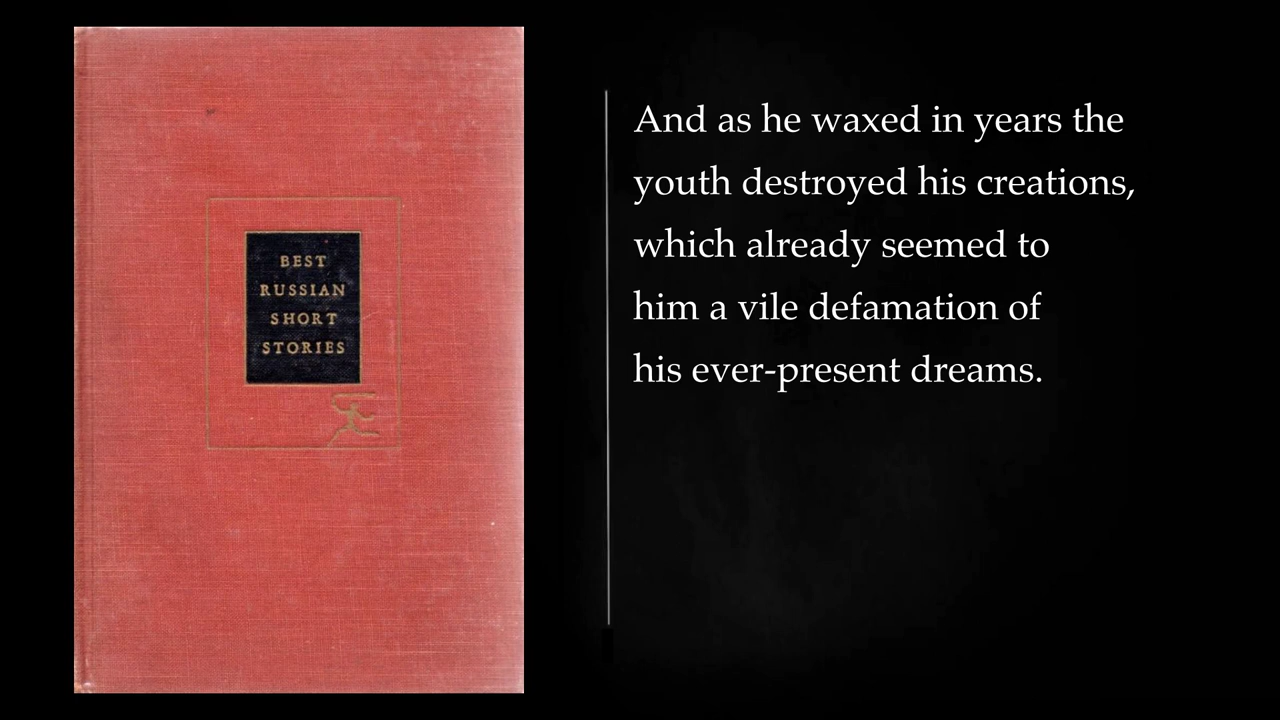 BEST
RUSSIAN
SHORT
STORIES
And as he waxed in years the
youth destroyed his creations,
which already seemed to
him a vile defamation of
his ever-present dreams.